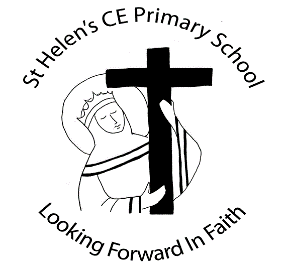 St Helen's CE Primary School
Looking Forward In Faith